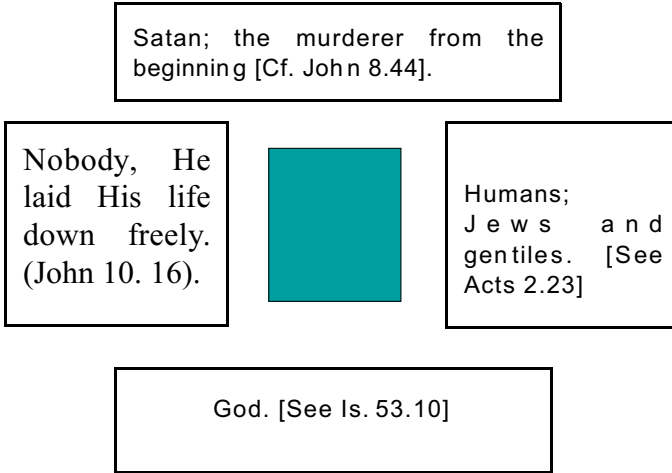 Satan; the murderer from the
beginning [Cf. John 8.44].
Nobody, He
laid His life
down freely.
(John 10. 16).
Humans;
Jews and
gentiles. [See
Acts 2.23]
God. [See Is. 53.10]